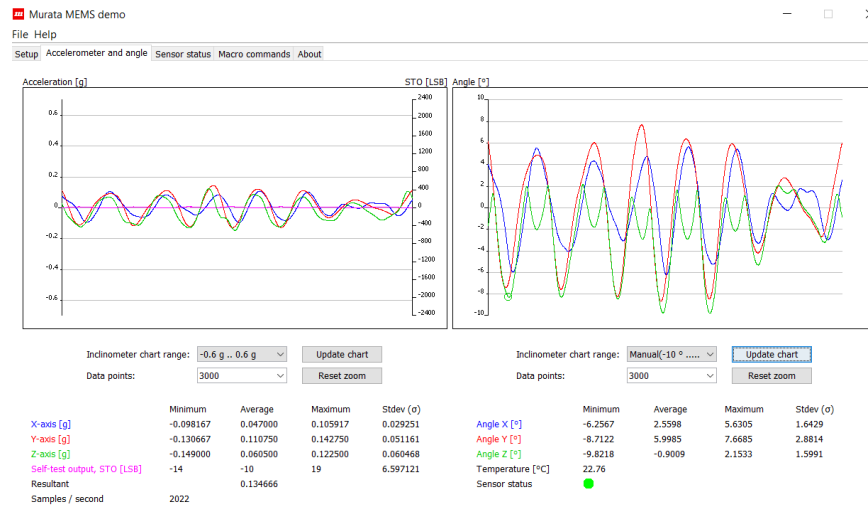 Murata MEMS demo
File Help
Setup Accelerometer and angle Sensor status Macro commands About
Acceleration [g] STO [LSB]
0.6
0.4
0.2
0
-0.2
-0.4
-0.6
2400
2000
1600
1200
800
400
0
-400
-800
-1200
-1600
-2000
-2400
Inclinometer chart range: -0.6 g .. 0.6 g Update chart
Data points: 3000 Reset zoom
Minimum Average Maximum Stdev (σ)
X-axis [g] -0.098167 0.047000 0.105917 0.029251
Y-axis [g] -0.130667 0.110750 0.142750 0.051161
Z-axis [g] -0.149000 0.060500 0.122500 0.060468
Self-test output, STO [LSB] -14 -10 19 6.597121
Resultant 0.134666
Samples / second 2022
Angle [°]
10
8
6
4
2
0
-2
-4
-6
-8
-10
Inclinometer chart range: Manual(-10 ° ..... Update chart
Data points: 3000 Reset zoom
Minimum Average Maximum Stdev (σ)
Angle X [°] -6.2567 2.5598 5.6305 1.6429
Angle Y [°] -8.7122 5.9985 7.6685 2.8814
Angle Z [°] -9.8218 -0.9009 2.1533 1.5991
Temperature [°C] 22.76
Sensor status